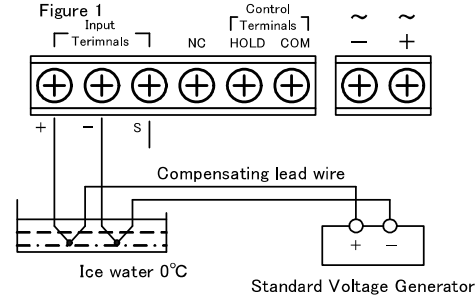 Figure 1
Input
Terimnals
Control
Terminals
NC HOLD COM
~ ~
− +
+ − S
Compensating lead wire
+ −
Ice water 0°C
Standard Voltage Generator